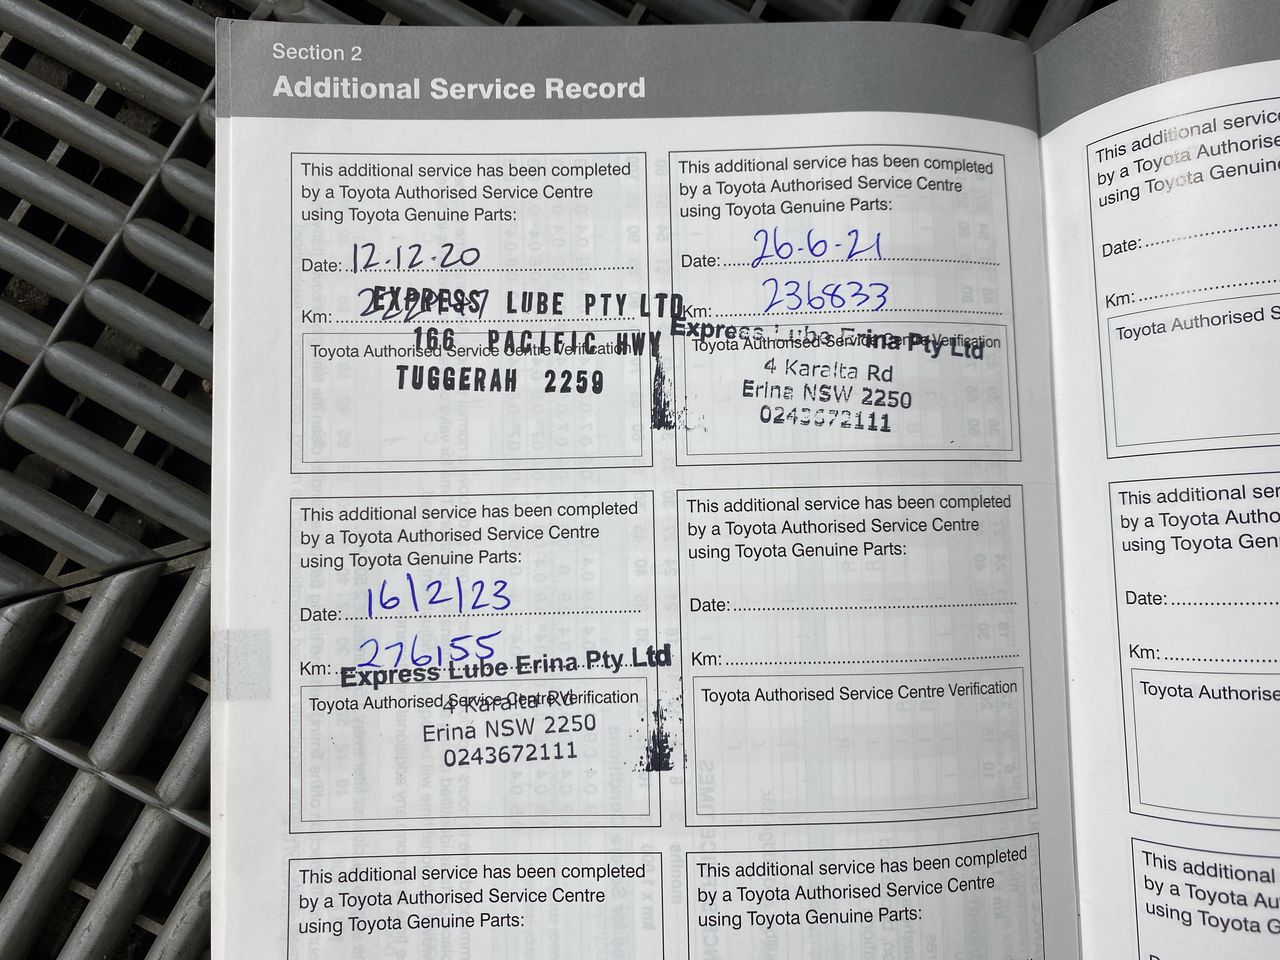 Section 2
Additional Service Record
This additional service has been completed
by a Toyota Authorised Service Centre
using Toyota Genuine Parts:
Date: 12.12.20
Km:
EXPRESS LUBE PTY LTD
Toyota Authorised Service Centre Verification
166 PACIFIC HWY
TUGGERAH 2259
This additional service has been completed
by a Toyota Authorised Service Centre
using Toyota Genuine Parts:
Date: 26-6-21
Km: 236833
Express Lube Erina Pty Ltd
Toyota Authorised Service Centre Verification
4 Karalta Rd
Erina NSW 2250
0243672111
This additional service has been completed
by a Toyota Authorised Service Centre
using Toyota Genuine Parts:
Date: 16/2/23
Km: 276155
Express Lube Erina Pty Ltd
Toyota Authorised Service Centre Verification
4 Karalta Rd
Erina NSW 2250
0243672111
This additional service has been completed
by a Toyota Authorised Service Centre
using Toyota Genuine Parts:
Date:
Km:
Toyota Authorised Service Centre Verification
This additional service has been completed
by a Toyota Authorised Service Centre
using Toyota Genuine Parts:
This additional service has been completed
by a Toyota Authorised Service Centre
using Toyota Genuine Parts:
This additional service
by a Toyota Authorise
using Toyota Genuine
Date:
Km:
Toyota Authorised S
This additional ser
by a Toyota Autho
using Toyota Gen
Date:
Km:
Toyota Authorise
This additional
by a Toyota Au
using Toyota G